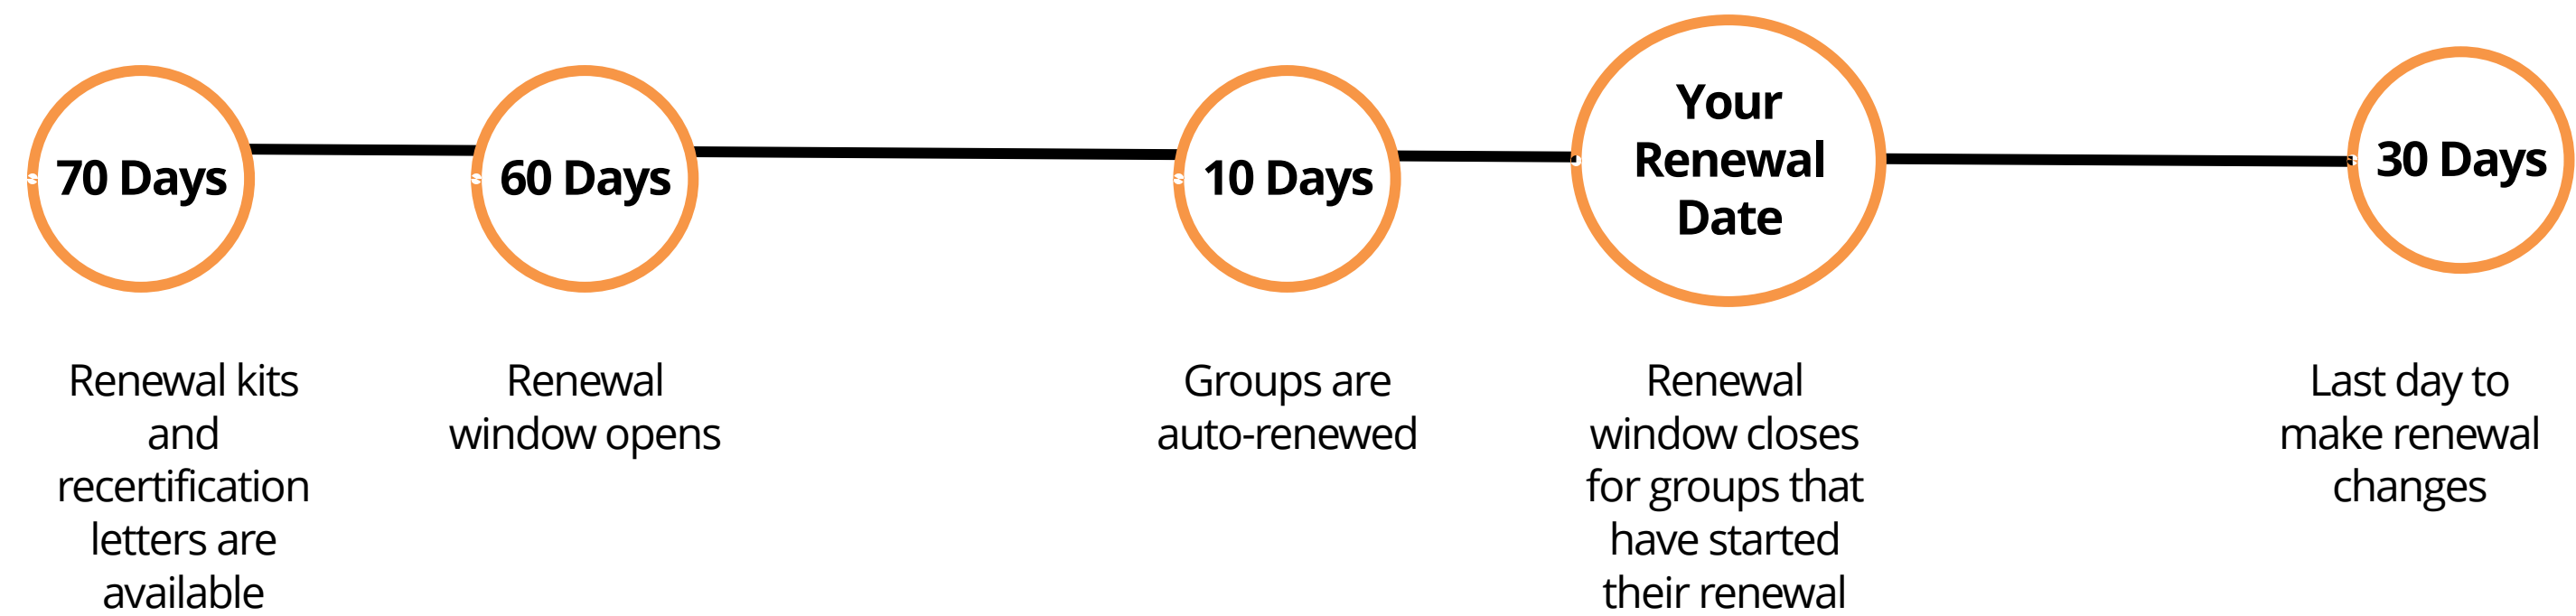 70 Days
60 Days
10 Days
Your
Renewal
Date
30 Days
Renewal kits
and
recertification
letters are
available
Renewal
window opens
Groups are
auto-renewed
Renewal
window closes
for groups that
have started
their renewal
Last day to
make renewal
changes